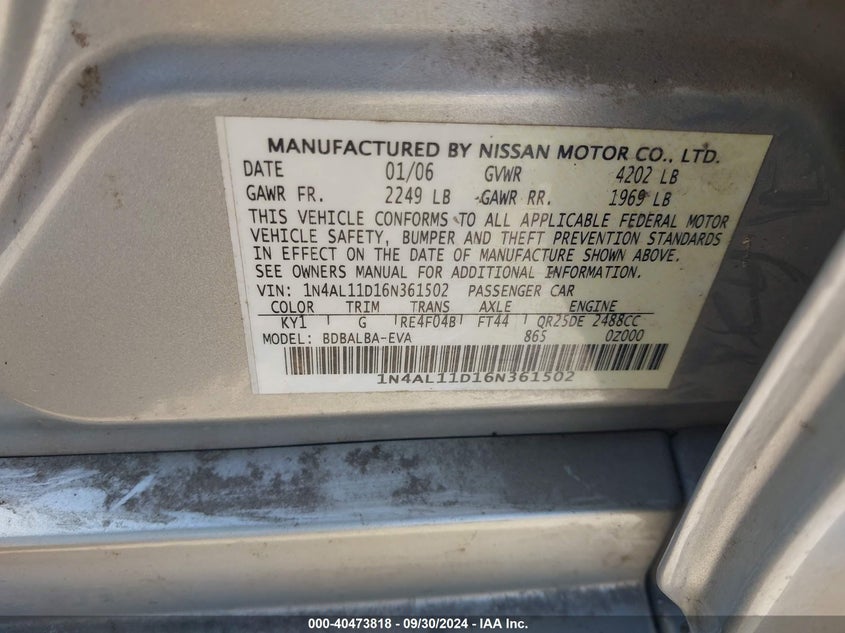 MANUFACTURED BY NISSAN MOTOR CO., LTD.
DATE 01/06 GVWR 4202 LB
GAWR FR. 2249 LB GAWR RR. 1969 LB
THIS VEHICLE CONFORMS TO ALL APPLICABLE FEDERAL MOTOR
VEHICLE SAFETY, BUMPER AND THEFT PREVENTION STANDARDS
IN EFFECT ON THE DATE OF MANUFACTURE SHOWN ABOVE.
SEE OWNERS MANUAL FOR ADDITIONAL INFORMATION.
VIN: 1N4AL11D16N361502 PASSENGER CAR
COLOR TRIM TRANS AXLE ENGINE
KY1 G RE4F04B FT44 QR25DE 2488CC
MODEL: BDBALBA-EVA 865 0Z000
1N4AL11D16N361502
000-40473818 - 09/30/2024 - IAA Inc.